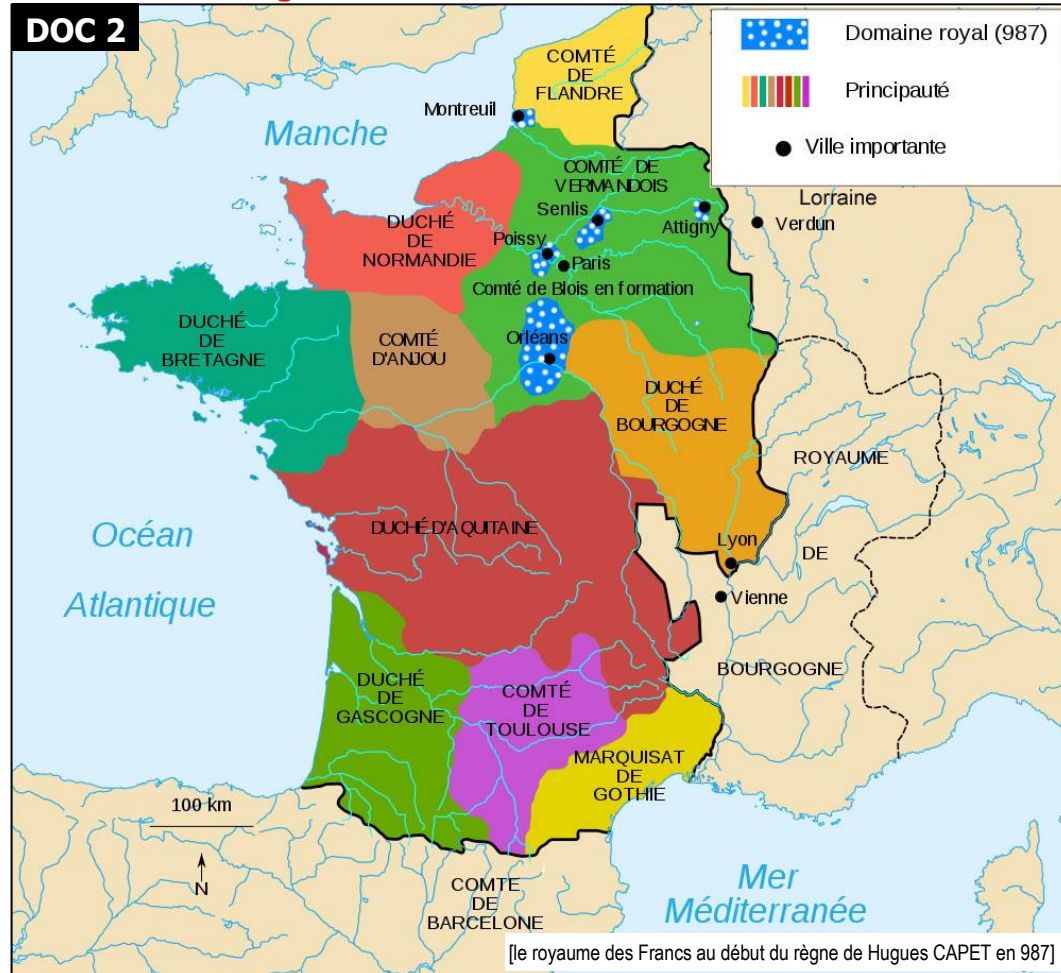 DOC 2
Domaine royal (987)
Principauté
Ville importante
COMTÉ
DE
FLANDRE
Montreuil
Manche
COMTÉ DE
VERMANDOIS
Lorraine
Senlis
Attigny
Verdun
DUCHÉ
DE
NORMANDIE
Poissy
Paris
Comté de Blois en formation
DUCHÉ
DE
BRETAGNE
COMTÉ
D'ANJOU
Orléans
DUCHÉ
DE
BOURGOGNE
ROYAUME
DE
BOURGOGNE
Océan
Atlantique
DUCHÉ D'AQUITAINE
Lyon
Vienne
DUCHÉ
DE
GASCOGNE
COMTÉ
DE
TOULOUSE
MARQUISAT
DE
GOTHIE
100 km
N
COMTE
DE
BARCELONE
Mer
Méditerranée
[le royaume des Francs au début du règne de Hugues CAPET en 987]